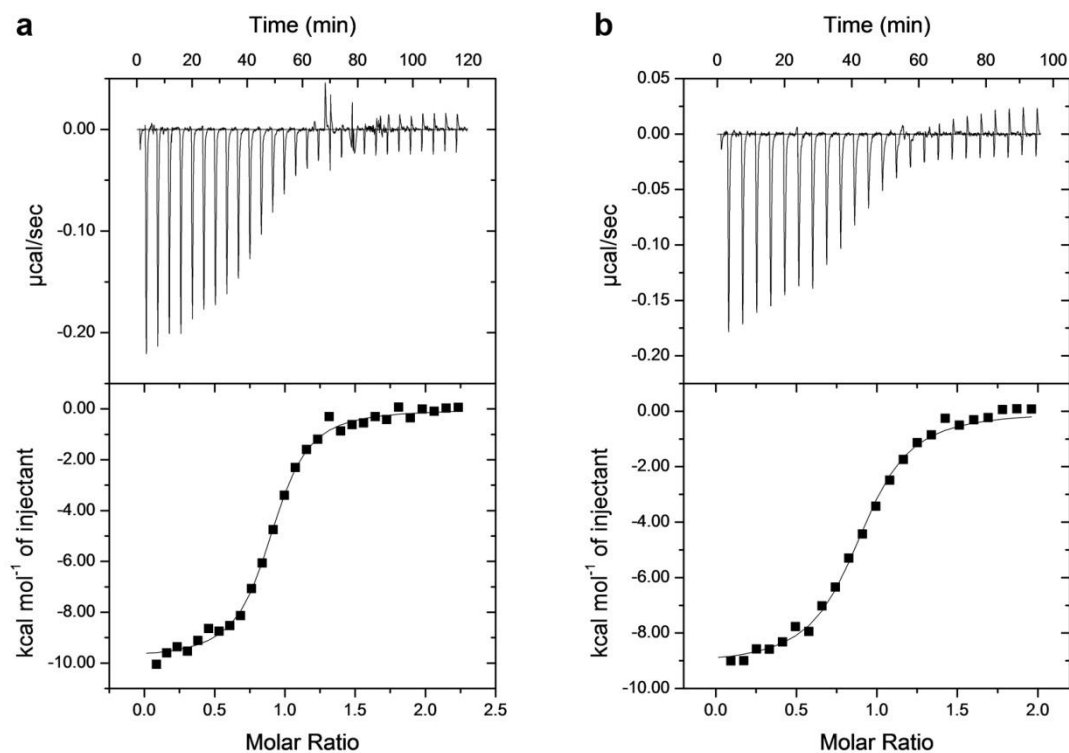 a
Time (min)
0 20 40 60 80 100 120
0.00
-0.10
-0.20
µcal/sec
0.00
-2.00
-4.00
-6.00
-8.00
-10.00
kcal mol⁻¹ of injectant
0.0 0.5 1.0 1.5 2.0 2.5
Molar Ratio
b
Time (min)
0 20 40 60 80 100
0.05
0.00
-0.05
-0.10
-0.15
-0.20
µcal/sec
0.00
-2.00
-4.00
-6.00
-8.00
-10.00
kcal mol⁻¹ of injectant
0.0 0.5 1.0 1.5 2.0
Molar Ratio